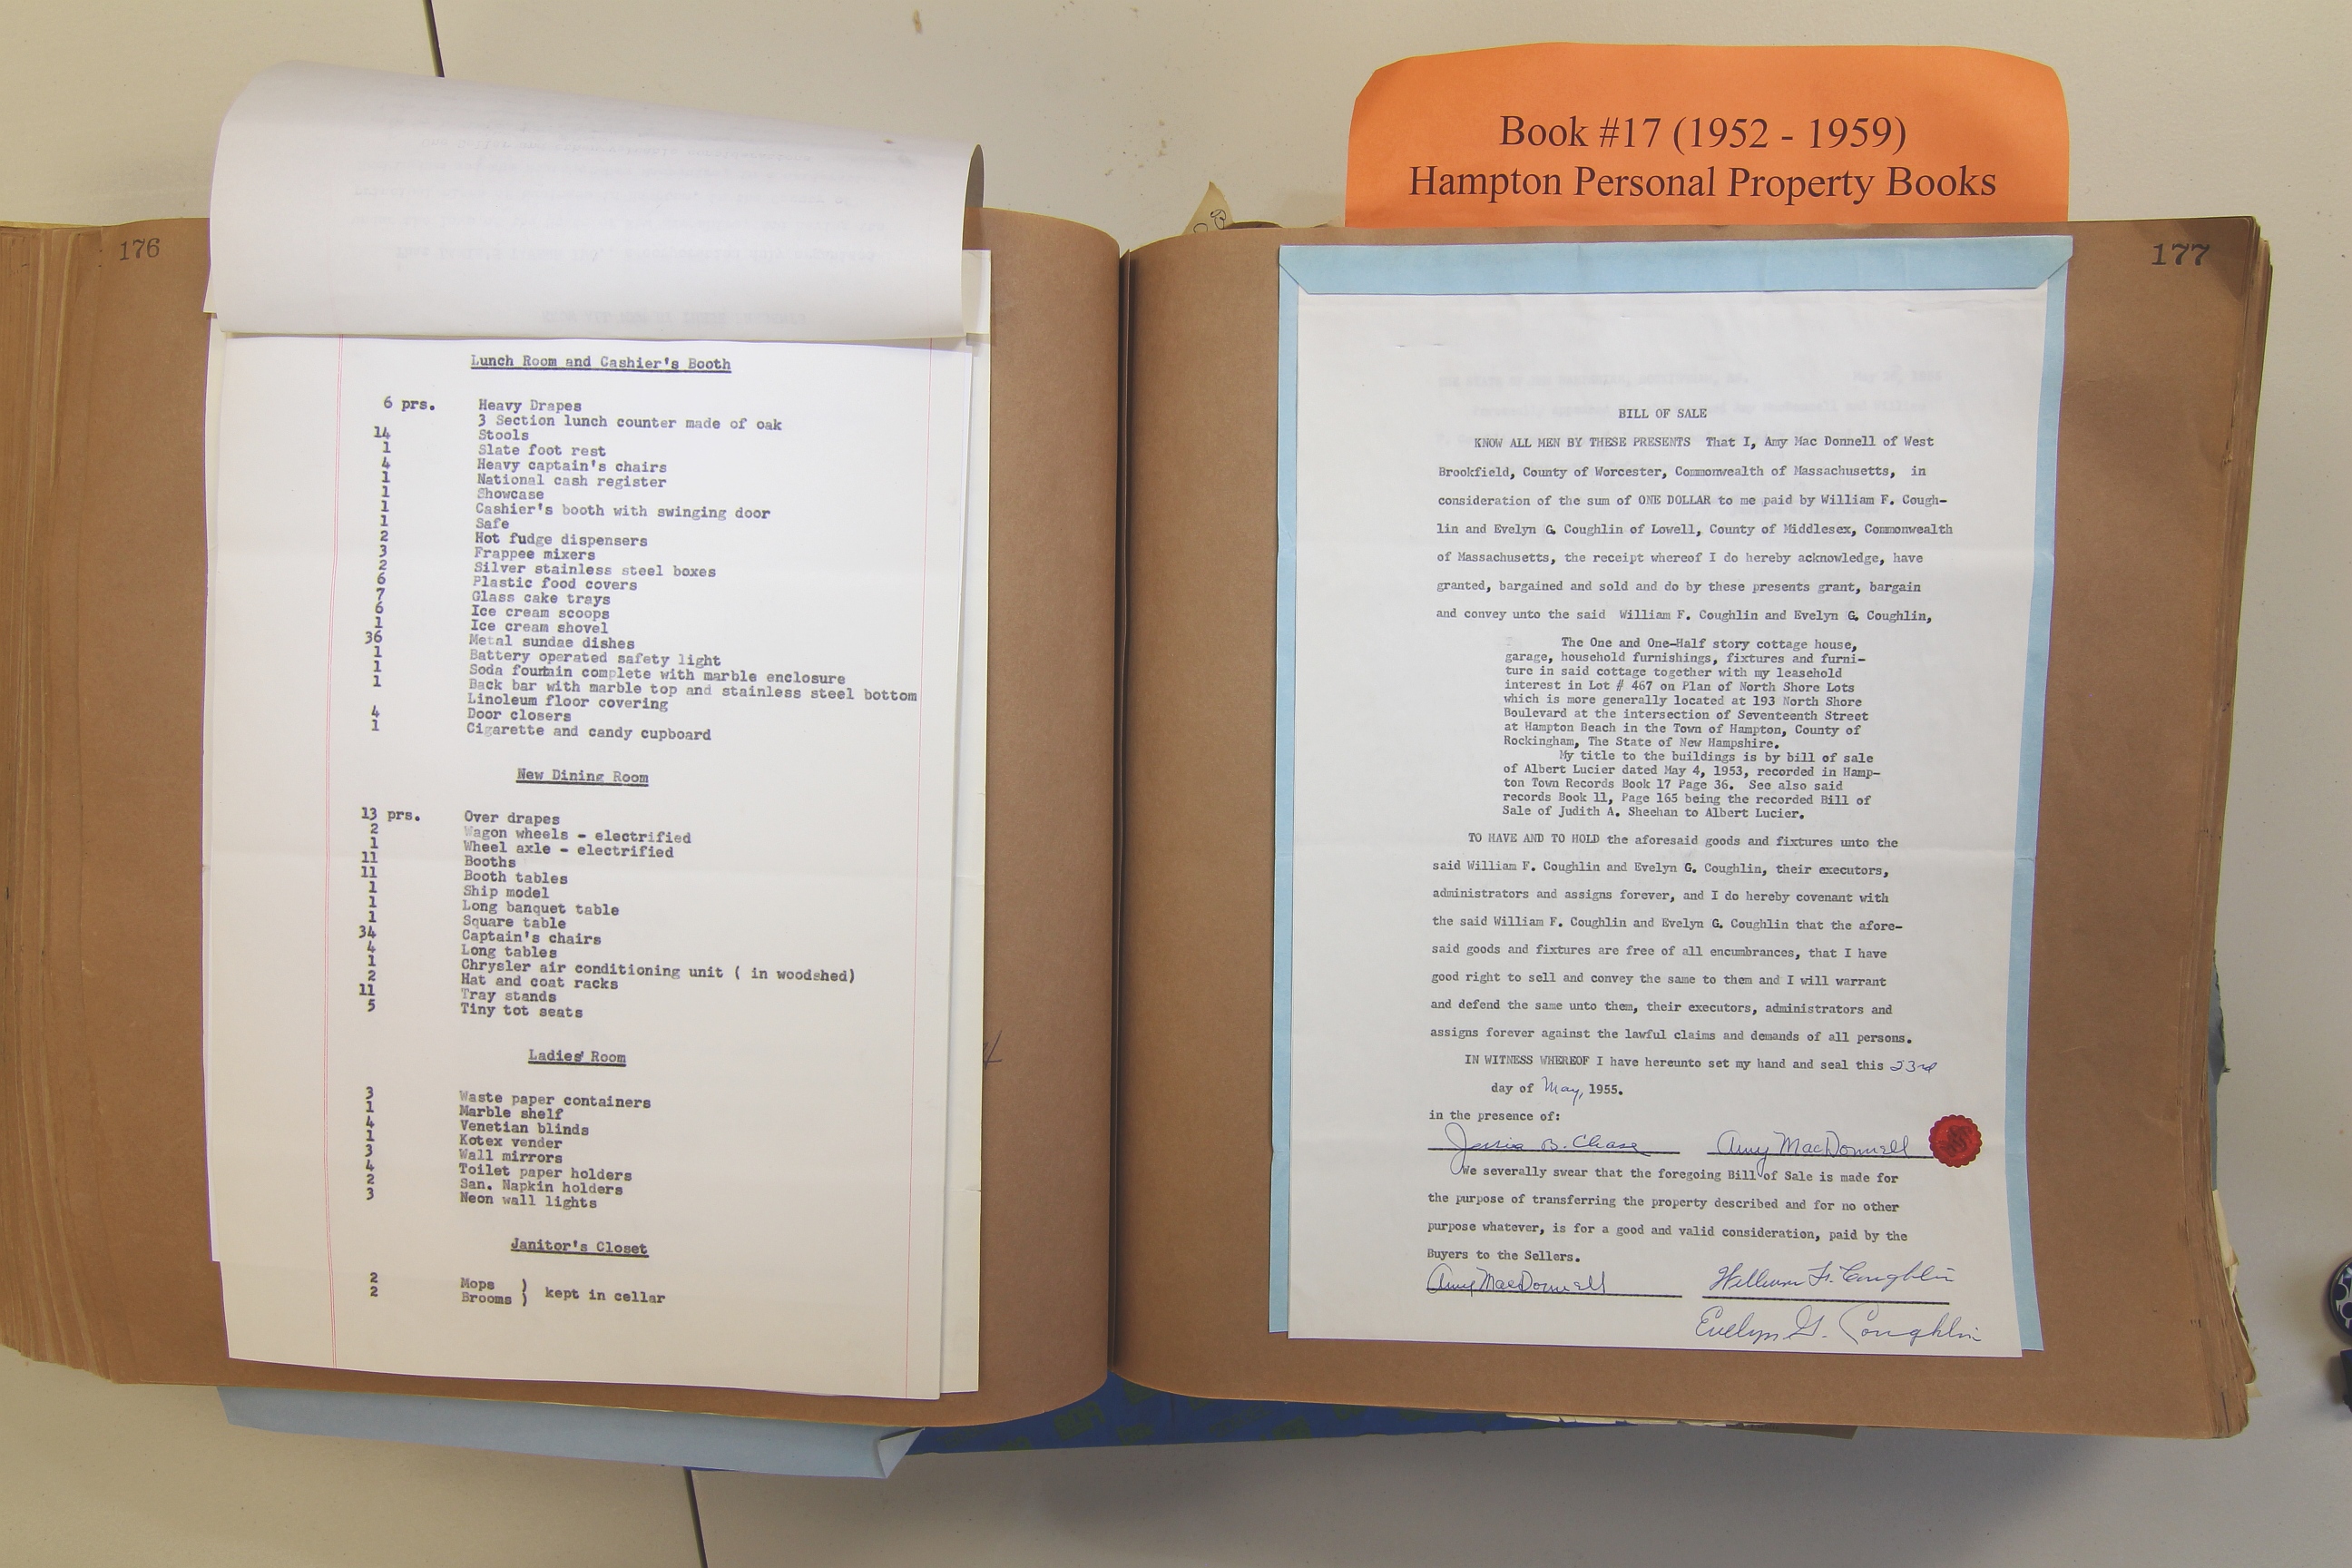 Book #17 (1952 - 1959)
Hampton Personal Property Books
176
Lunch Room and Cashier's Booth
6 prs. Heavy Drapes
3 Section lunch counter made of oak
14 Stools
1 Slate foot rest
4 Heavy captain's chairs
1 National cash register
1 Showcase
1 Cashier's booth with swinging door
1 Safe
2 Hot fudge dispensers
3 Frappee mixers
2 Silver stainless steel boxes
6 Plastic food covers
7 Glass cake trays
6 Ice cream scoops
1 Ice cream shovel
36 Metal sundae dishes
1 Battery operated safety light
1 Soda fountain complete with marble enclosure
1 Back bar with marble top and stainless steel bottom
Linoleum floor covering
4 Door closers
1 Cigarette and candy cupboard
New Dining Room
13 prs. Over drapes
2 Wagon wheels - electrified
1 Wheel axle - electrified
11 Booths
11 Booth tables
1 Ship model
1 Long banquet table
1 Square table
34 Captain's chairs
4 Long tables
1 Chrysler air conditioning unit ( in woodshed)
2 Hat and coat racks
11 Tray stands
5 Tiny tot seats
Ladies' Room
3 Waste paper containers
1 Marble shelf
4 Venetian blinds
1 Kotex vender
3 Wall mirrors
4 Toilet paper holders
2 San. Napkin holders
3 Neon wall lights
Janitor's Closet
2 Mops )
2 Brooms ) kept in cellar
177
BILL OF SALE
KNOW ALL MEN BY THESE PRESENTS That I, Amy Mac Donnell of West
Brookfield, County of Worcester, Commonwealth of Massachusetts, in
consideration of the sum of ONE DOLLAR to me paid by William F. Cough-
lin and Evelyn G. Coughlin of Lowell, County of Middlesex, Commonwealth
of Massachusetts, the receipt whereof I do hereby acknowledge, have
granted, bargained and sold and do by these presents grant, bargain
and convey unto the said William F. Coughlin and Evelyn G. Coughlin,
The One and One-Half story cottage house,
garage, household furnishings, fixtures and furni-
ture in said cottage together with my leasehold
interest in Lot # 467 on Plan of North Shore Lots
which is more generally located at 193 North Shore
Boulevard at the intersection of Seventeenth Street
at Hampton Beach in the Town of Hampton, County of
Rockingham, The State of New Hampshire.
My title to the buildings is by bill of sale
of Albert Lucier dated May 4, 1953, recorded in Hamp-
ton Town Records Book 17 Page 36. See also said
records Book 11, Page 165 being the recorded Bill of
Sale of Judith A. Sheehan to Albert Lucier.
TO HAVE AND TO HOLD the aforesaid goods and fixtures unto the
said William F. Coughlin and Evelyn G. Coughlin, their executors,
administrators and assigns forever, and I do hereby covenant with
the said William F. Coughlin and Evelyn G. Coughlin that the afore-
said goods and fixtures are free of all encumbrances, that I have
good right to sell and convey the same to them and I will warrant
and defend the same unto them, their executors, administrators and
assigns forever against the lawful claims and demands of all persons.
IN WITNESS WHEREOF I have hereunto set my hand and seal this 23rd
day of May, 1955.
in the presence of:
Jessie B. Chase Amy MacDonnell
We severally swear that the foregoing Bill of Sale is made for
the purpose of transferring the property described and for no other
purpose whatever, is for a good and valid consideration, paid by the
Buyers to the Sellers.
Amy MacDonnell William F. Coughlin
Evelyn G. Coughlin